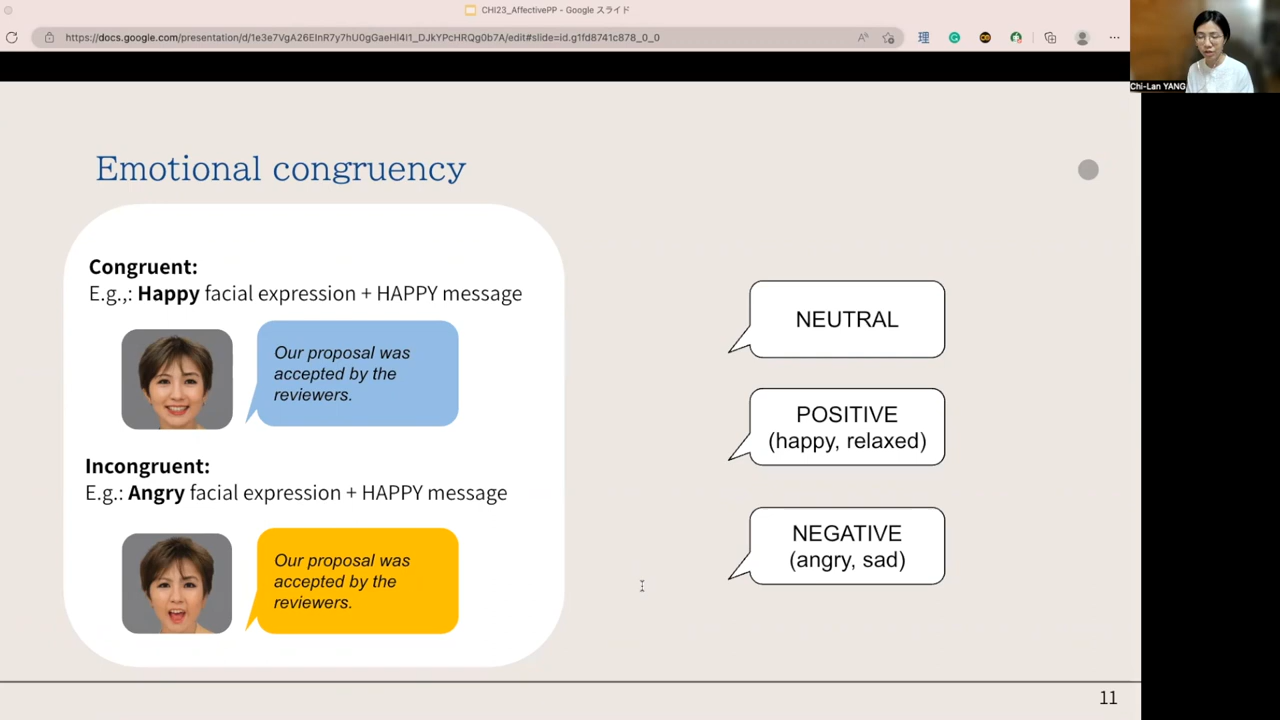 CHI23_AffectivePP - Google スライド
https://docs.google.com/presentation/d/1e3e7VgA26EInR7y7hU0gGaeHl4l1_DJkYPcHRQg0b7A/edit#slide=id.g1fd8741c878_0_0
理
Chi-Lan YANG
Emotional congruency
Congruent:
E.g.,: Happy facial expression + HAPPY message
Our proposal was
accepted by the
reviewers.
Incongruent:
E.g.: Angry facial expression + HAPPY message
Our proposal was
accepted by the
reviewers.
NEUTRAL
POSITIVE
(happy, relaxed)
NEGATIVE
(angry, sad)
11